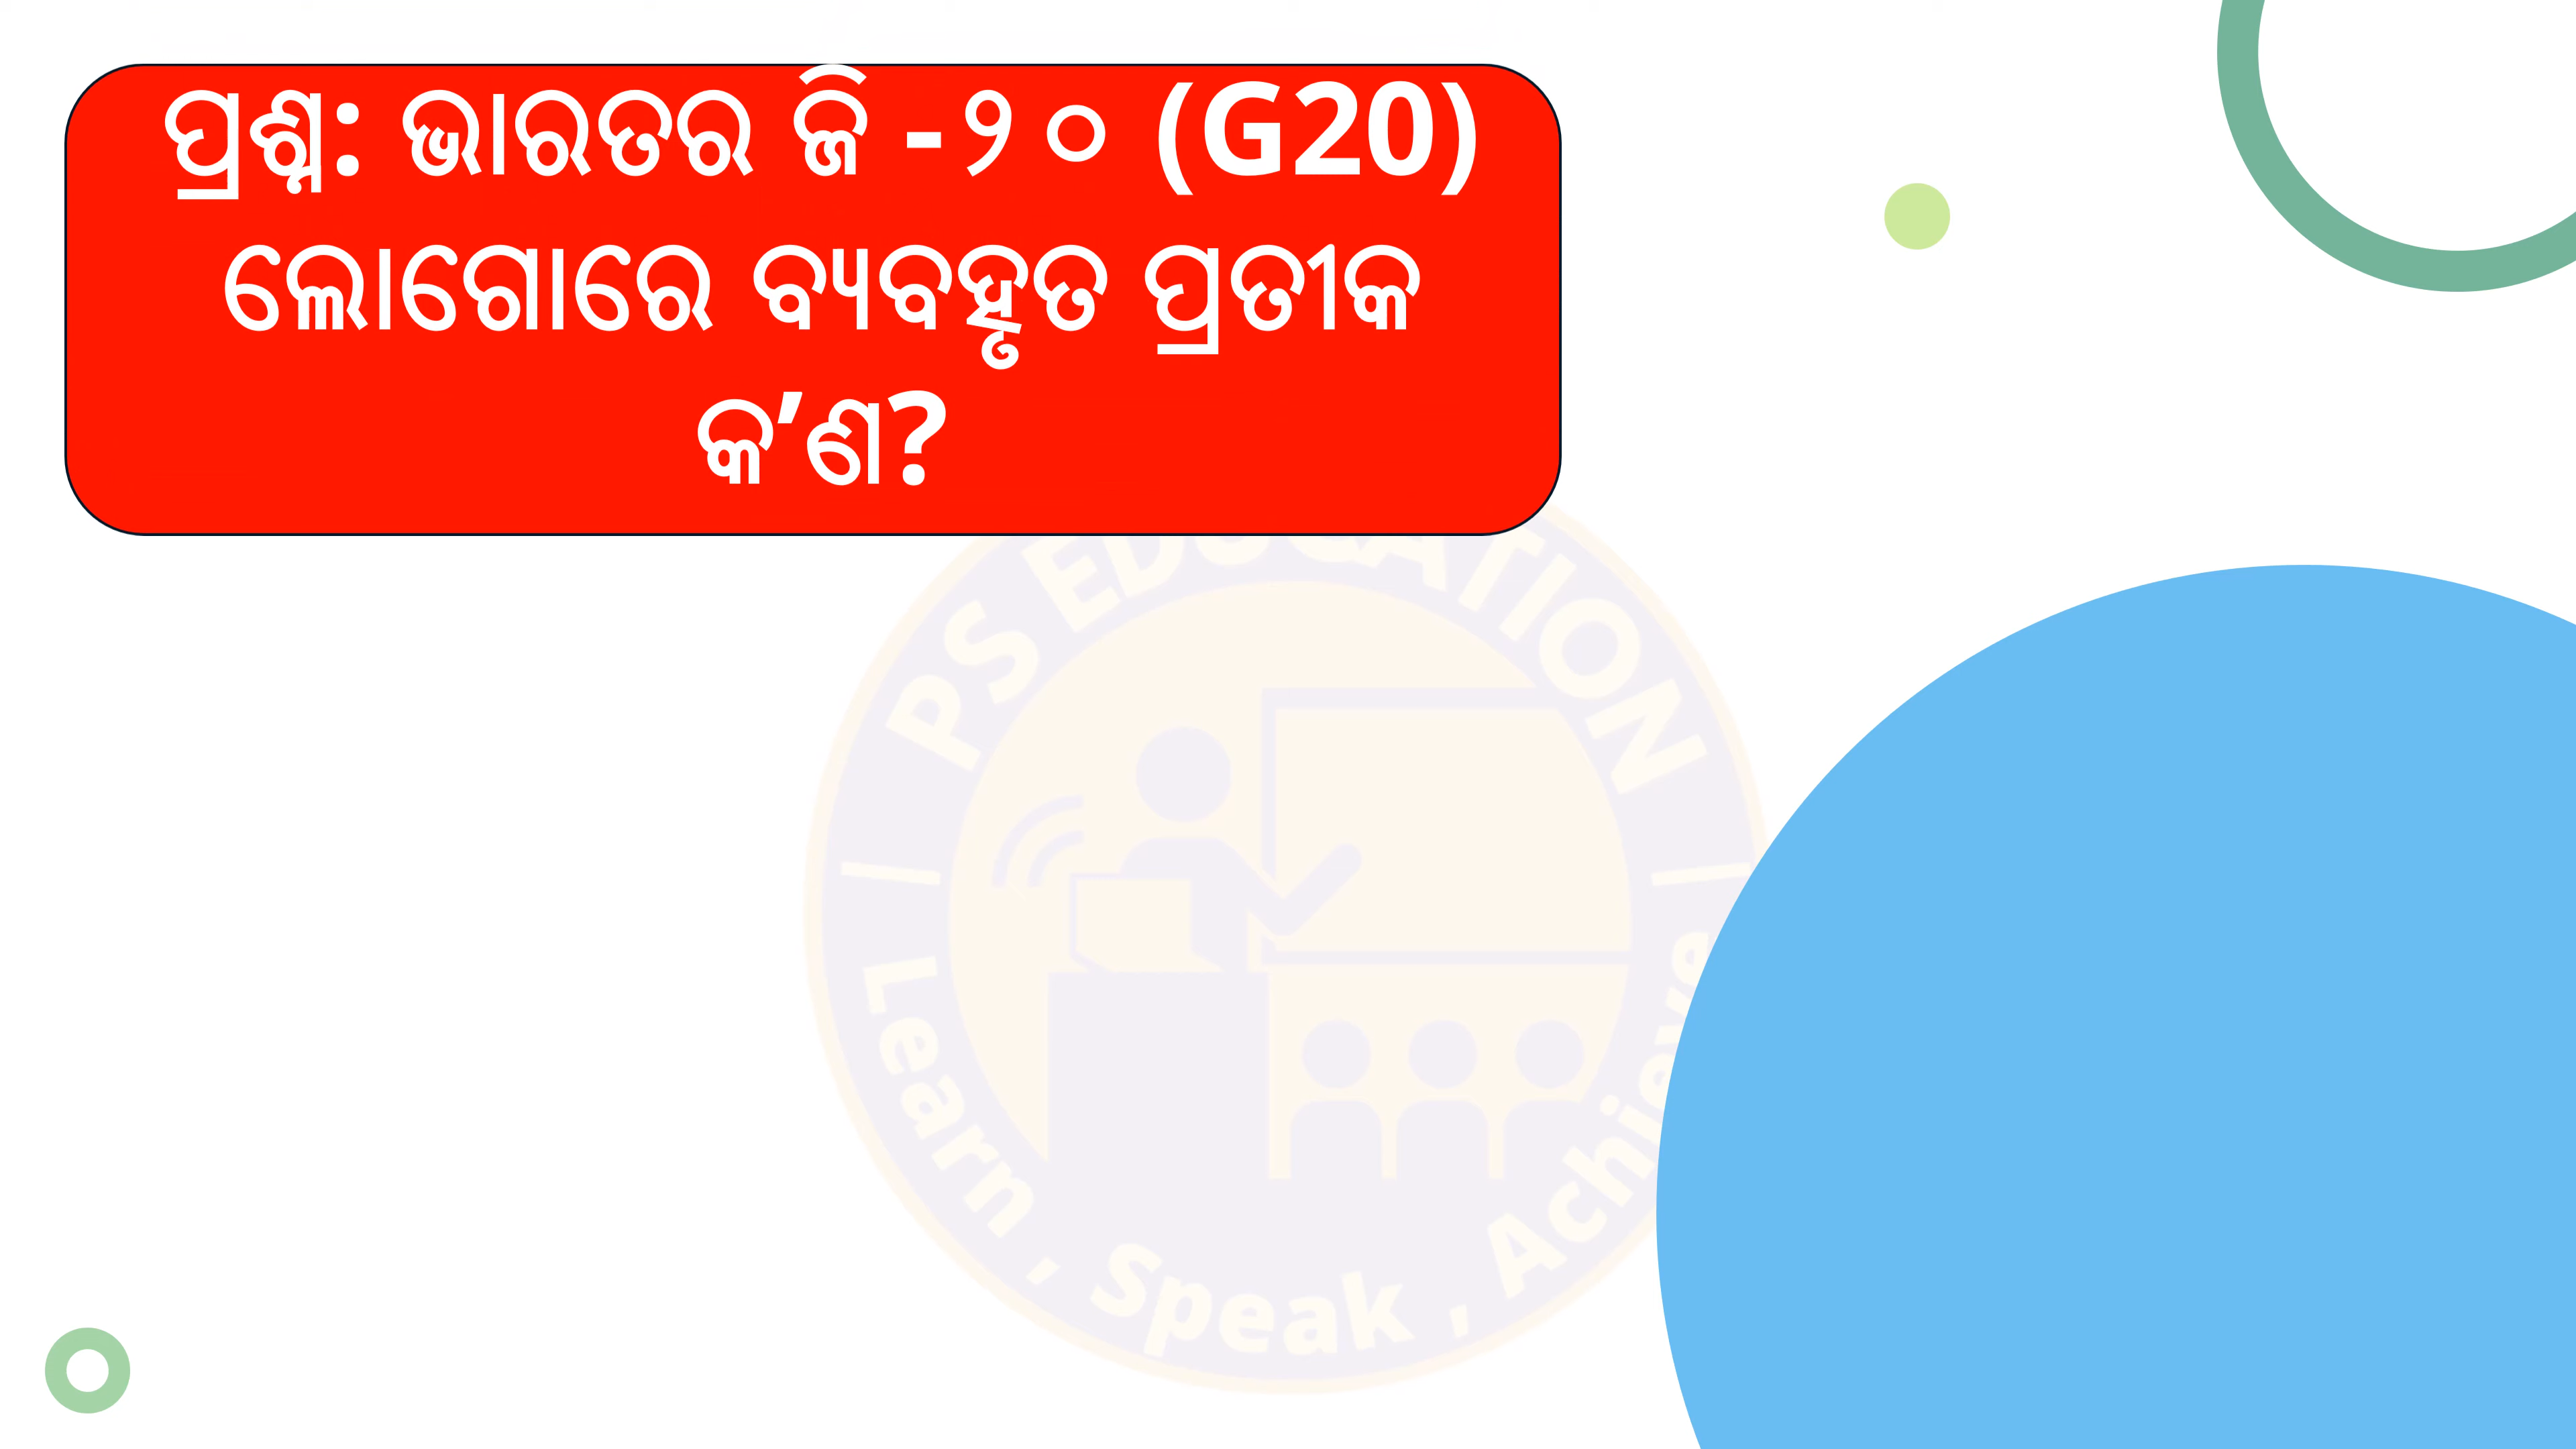 ପ୍ରଶ୍ନ: ଭାରତର ଜି -୨୦ (G20)
ଲୋଗୋରେ ବ୍ୟବହୃତ ପ୍ରତୀକ
କ’ଣ?
PS EDUCATION
Learn , Speak , Achieve